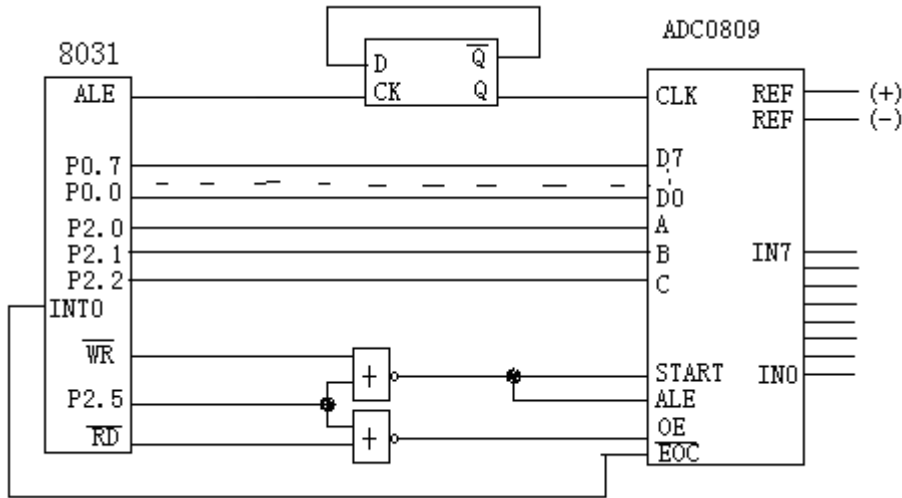 8031
ALE
P0.7
P0.0
P2.0
P2.1
P2.2
INT0
W̅R̅
P2.5
R̅D̅
D Q̅
CK Q
+
+
ADC0809
CLK REF (+)
REF (-)
D7
D0
A
B IN7
C
START IN0
ALE
OE
E̅O̅C̅